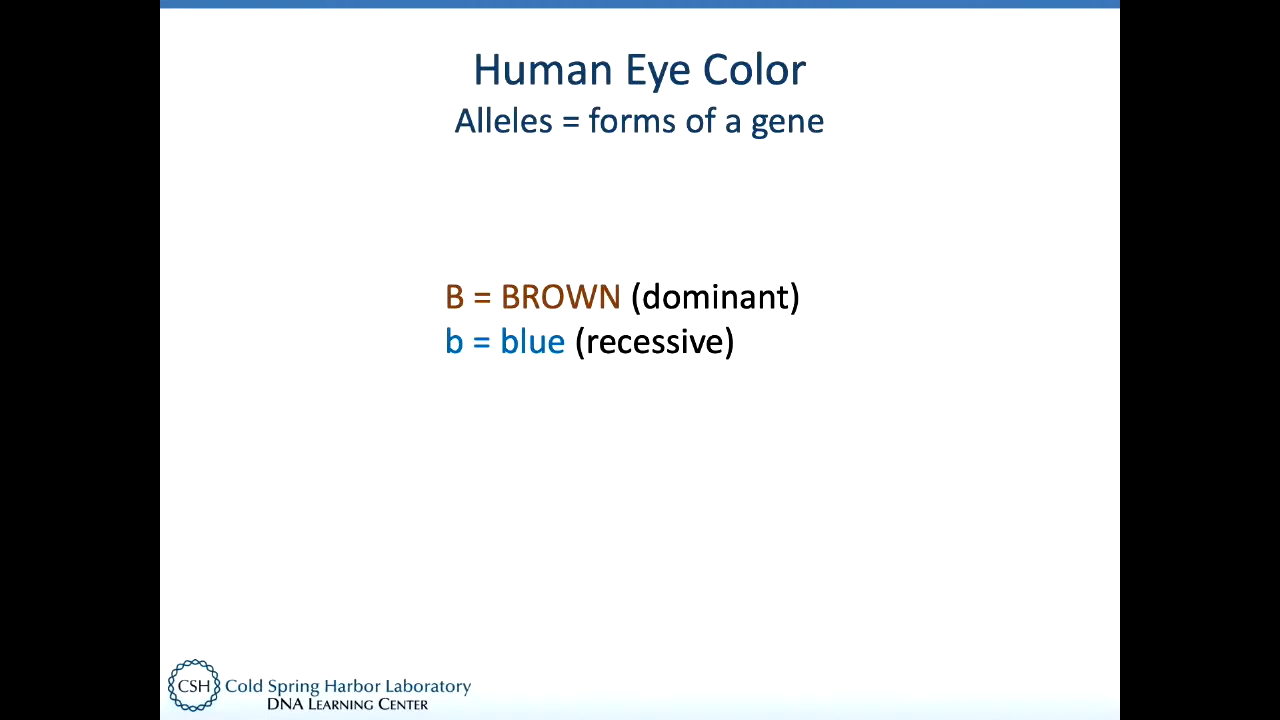 Human Eye Color
Alleles = forms of a gene
B = BROWN (dominant)
b = blue (recessive)
CSH Cold Spring Harbor Laboratory
DNA LEARNING CENTER